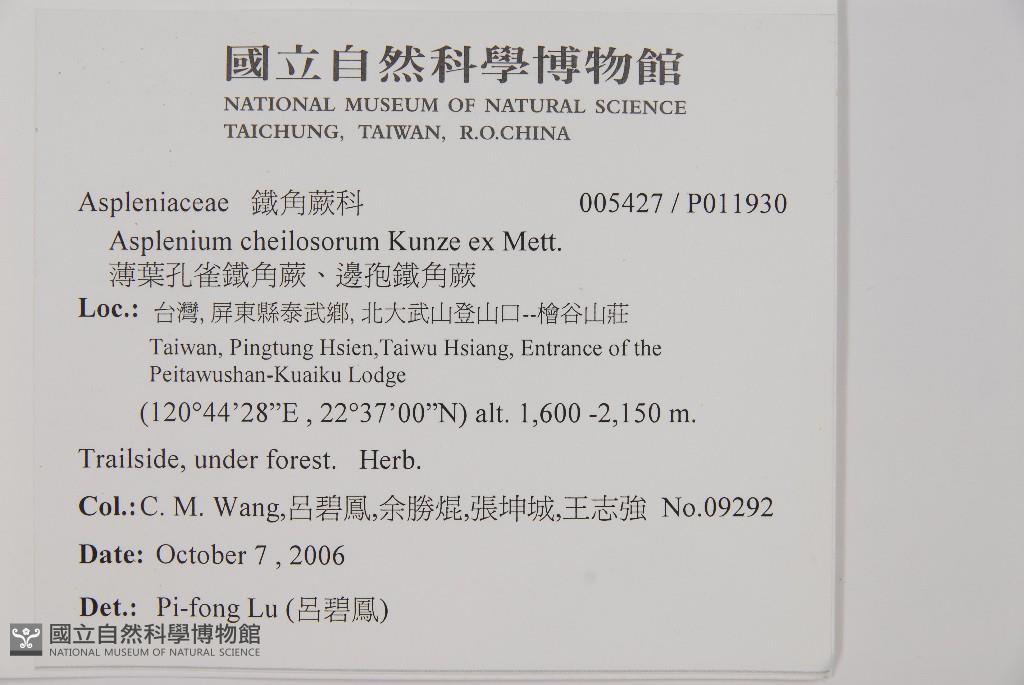 國立自然科學博物館
NATIONAL MUSEUM OF NATURAL SCIENCE
TAICHUNG, TAIWAN, R.O.CHINA
Aspleniaceae 鐵角蕨科 005427 / P011930
Asplenium cheilosorum Kunze ex Mett.
薄葉孔雀鐵角蕨、邊孢鐵角蕨
Loc.: 台灣, 屏東縣泰武鄉, 北大武山登山口--檜谷山莊
Taiwan, Pingtung Hsien,Taiwu Hsiang, Entrance of the
Peitawushan-Kuaiku Lodge
(120°44’28”E , 22°37’00”N) alt. 1,600 -2,150 m.
Trailside, under forest. Herb.
Col.: C. M. Wang,呂碧鳳,余勝焜,張坤城,王志強 No.09292
Date: October 7 , 2006
Det.: Pi-fong Lu (呂碧鳳)
國立自然科學博物館
NATIONAL MUSEUM OF NATURAL SCIENCE